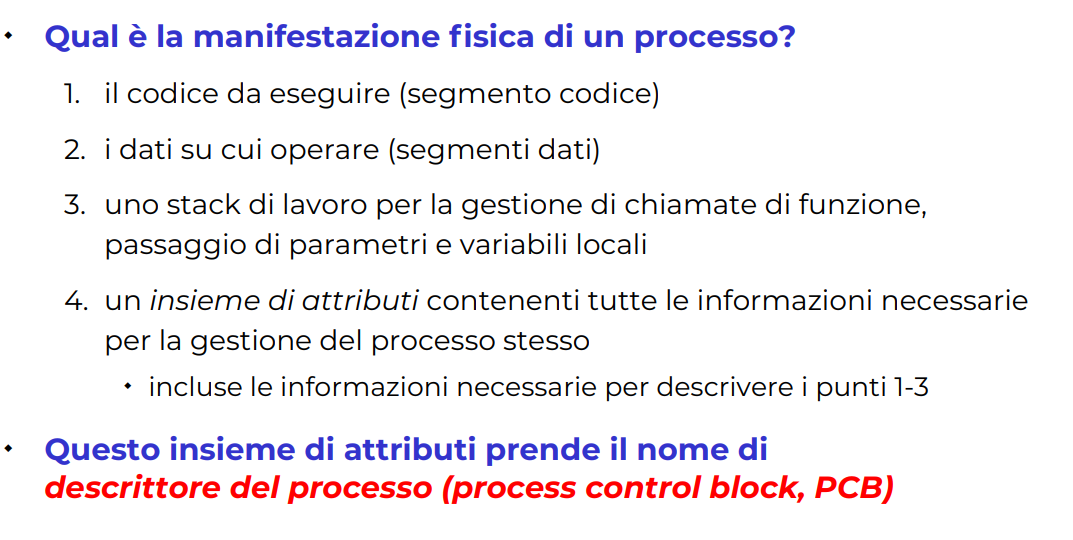 Qual è la manifestazione fisica di un processo?
1. il codice da eseguire (segmento codice)
2. i dati su cui operare (segmenti dati)
3. uno stack di lavoro per la gestione di chiamate di funzione,
passaggio di parametri e variabili locali
4. un insieme di attributi contenenti tutte le informazioni necessarie
per la gestione del processo stesso
incluse le informazioni necessarie per descrivere i punti 1-3
Questo insieme di attributi prende il nome di
descrittore del processo (process control block, PCB)